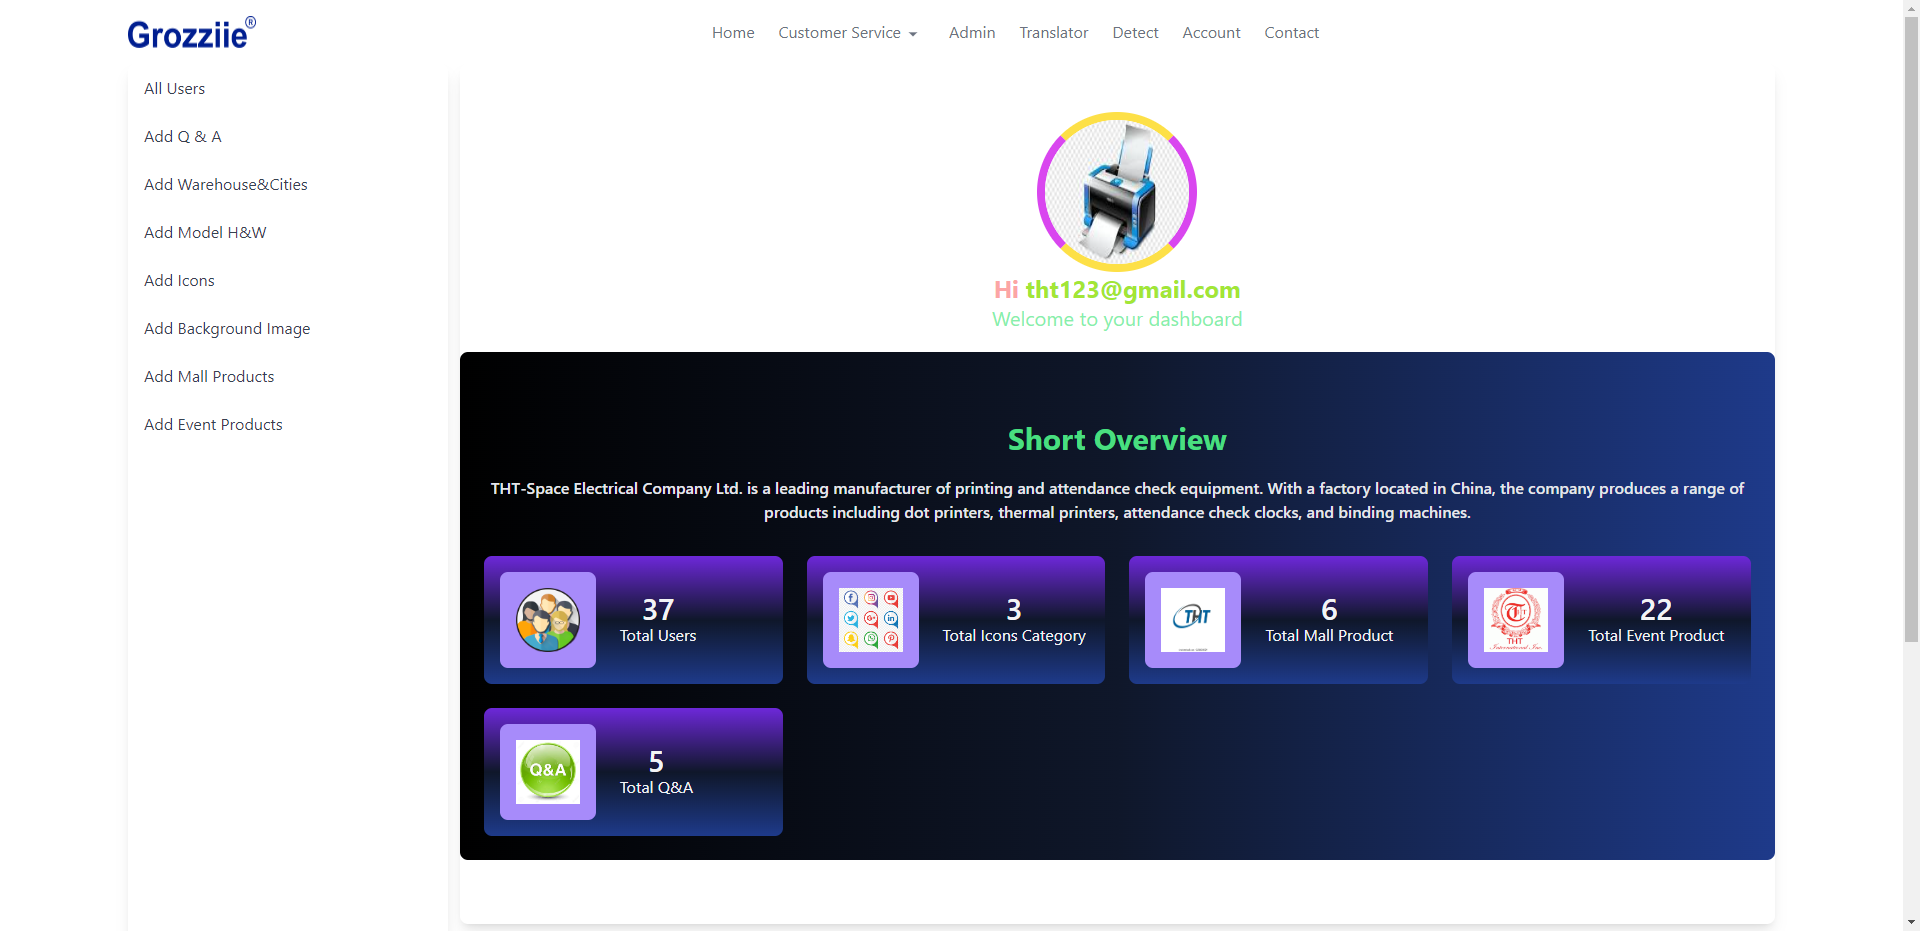 Grozziie®
Home Customer Service Admin Translator Detect Account Contact
All Users
Add Q & A
Add Warehouse&Cities
Add Model H&W
Add Icons
Add Background Image
Add Mall Products
Add Event Products
Hi tht123@gmail.com
Welcome to your dashboard
Short Overview
THT-Space Electrical Company Ltd. is a leading manufacturer of printing and attendance check equipment. With a factory located in China, the company produces a range of
products including dot printers, thermal printers, attendance check clocks, and binding machines.
37
Total Users
3
Total Icons Category
THT
6
Total Mall Product
THT
International Inc.
22
Total Event Product
Q&A
5
Total Q&A